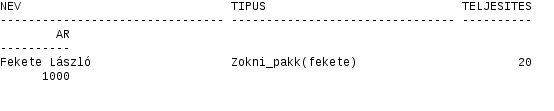 NEV TIPUS TELJESITES
-------------------------------- -------------------------------- ----------
AR
----------
Fekete László Zokni_pakk(fekete) 20
1000